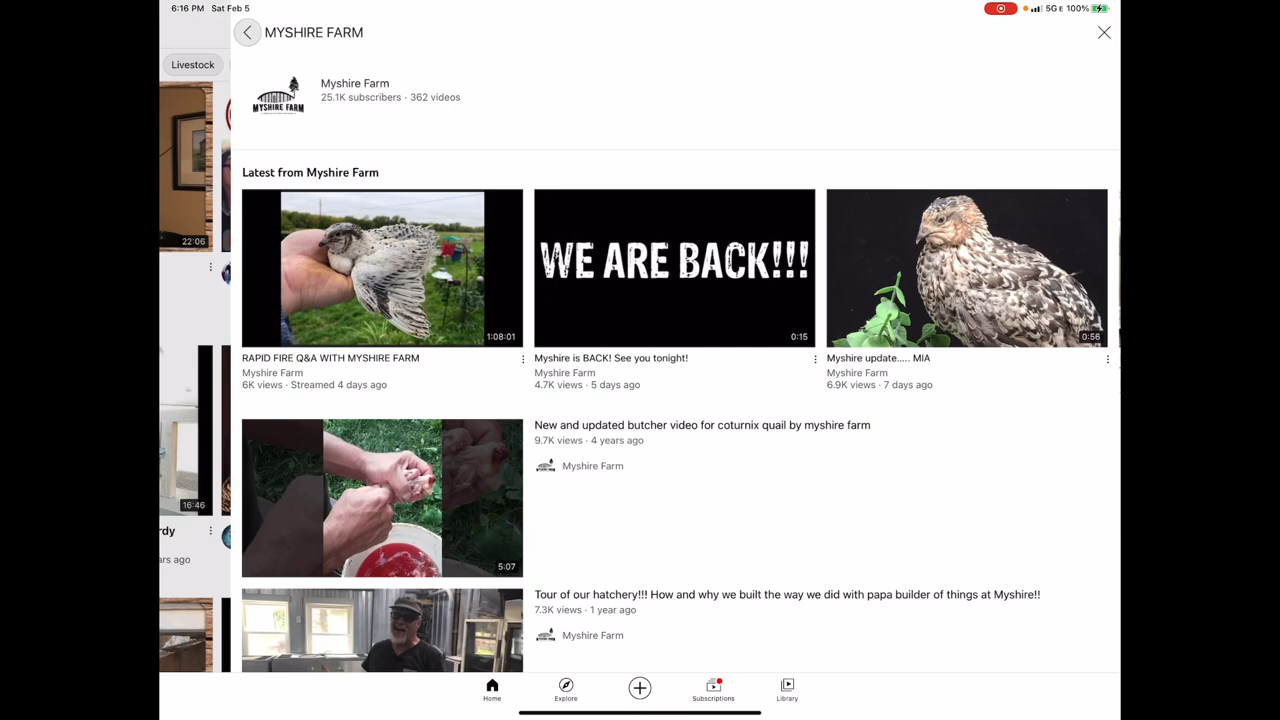 6:16 PM Sat Feb 5
5G E 100%
MYSHIRE FARM
Livestock
MYSHIRE FARM
Myshire Farm
25.1K subscribers · 362 videos
Latest from Myshire Farm
22:06
1:08:01
WE ARE BACK!!!
0:15
0:56
RAPID FIRE Q&A WITH MYSHIRE FARM
Myshire Farm
6K views · Streamed 4 days ago
Myshire is BACK! See you tonight!
Myshire Farm
4.7K views · 5 days ago
Myshire update..... MIA
Myshire Farm
6.9K views · 7 days ago
16:46
rdy
ars ago
5:07
New and updated butcher video for coturnix quail by myshire farm
9.7K views · 4 years ago
Myshire Farm
Tour of our hatchery!!! How and why we built the way we did with papa builder of things at Myshire!!
7.3K views · 1 year ago
Myshire Farm
Home
Explore
Subscriptions
Library